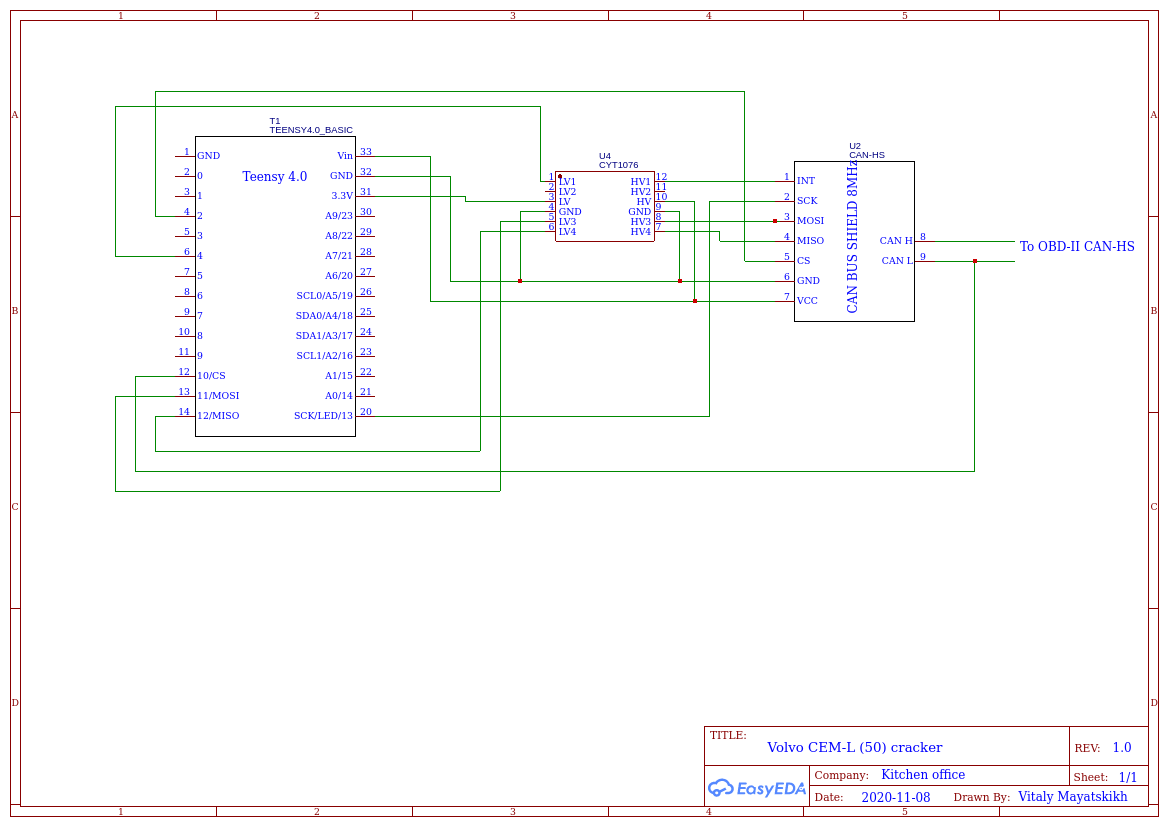 1 2 3 4 5
A A
T1
TEENSY4.0_BASIC
1 GND Vin 33
2 0 GND 32
Teensy 4.0
3 1 3.3V 31
4 2 A9/23 30
5 3 A8/22 29
6 4 A7/21 28
7 5 A6/20 27
8 6 SCL0/A5/19 26
9 7 SDA0/A4/18 25
10 8 SDA1/A3/17 24
11 9 SCL1/A2/16 23
12 10/CS A1/15 22
13 11/MOSI A0/14 21
14 12/MISO SCK/LED/13 20
U4
CYT1076
1 LV1 HV1 12
2 LV2 HV2 11
3 LV HV 10
4 GND GND 9
5 LV3 HV3 8
6 LV4 HV4 7
U2
CAN-HS
1 INT
2 SCK
3 MOSI
4 MISO CAN H 8
5 CS CAN L 9
6 GND
7 VCC
CAN BUS SHIELD 8MHz
To OBD-II CAN-HS
B B
C C
D D
TITLE:
Volvo CEM-L (50) cracker
REV: 1.0
EasyEDA
Company: Kitchen office
Sheet: 1/1
Date: 2020-11-08 Drawn By: Vitaly Mayatskikh
1 2 3 4 5